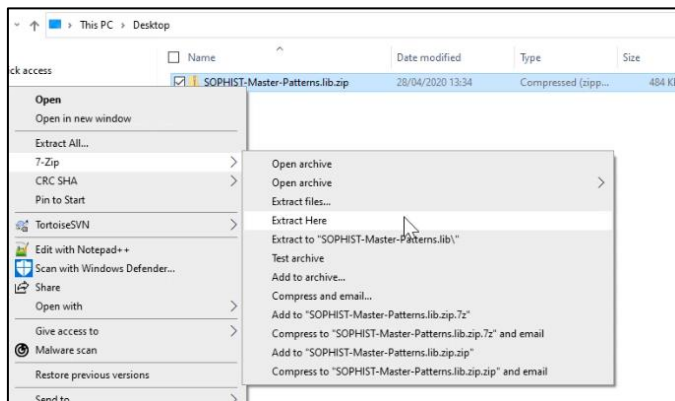 This PC > Desktop
Name
Date modified
Type
Size
ck access
SOPHIST-Master-Patterns.lib.zip
28/04/2020 13:34
Compressed (zipp...
484 K
Open
Open in new window
Extract All...
7-Zip
CRC SHA
Pin to Start
TortoiseSVN
Edit with Notepad++
Scan with Windows Defender...
Share
Open with
Give access to
Malware scan
Restore previous versions
Send to
Open archive
Open archive
Extract files...
Extract Here
Extract to "SOPHIST-Master-Patterns.lib\"
Test archive
Add to archive...
Compress and email...
Add to "SOPHIST-Master-Patterns.lib.zip.7z"
Compress to "SOPHIST-Master-Patterns.lib.zip.7z" and email
Add to "SOPHIST-Master-Patterns.lib.zip.zip"
Compress to "SOPHIST-Master-Patterns.lib.zip.zip" and email